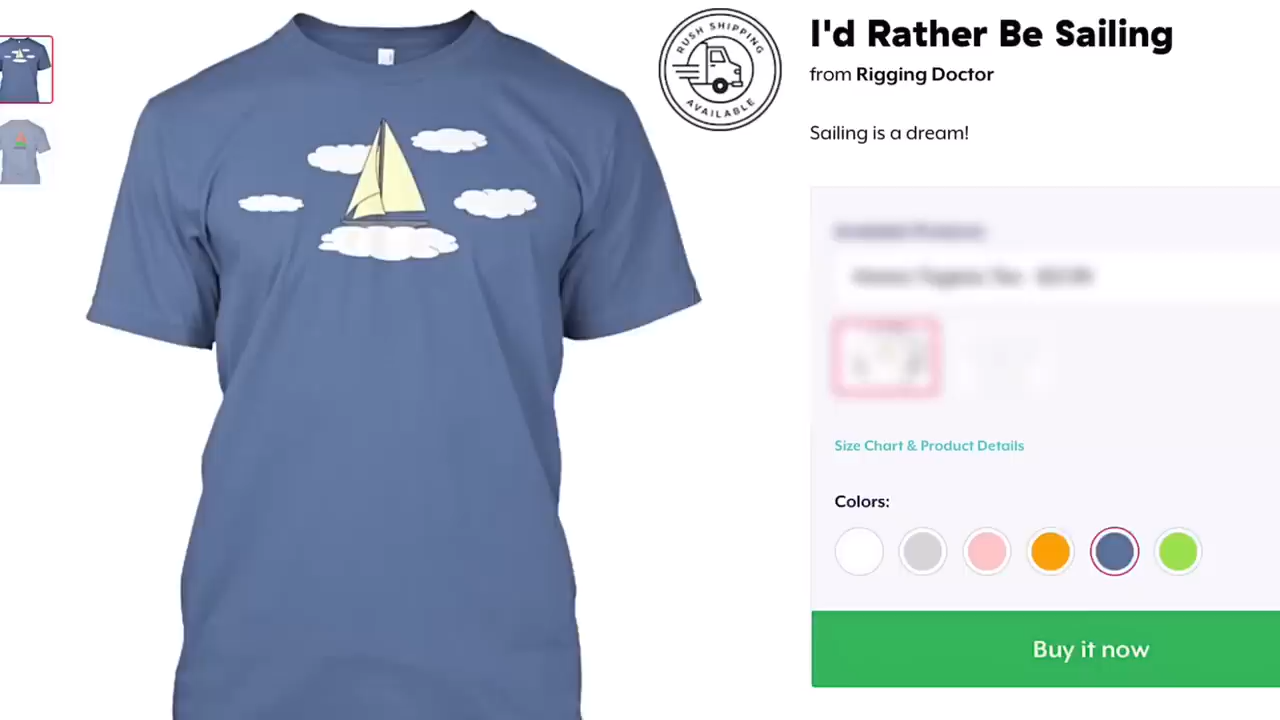 RUSH SHIPPING
AVAILABLE
I'd Rather Be Sailing
from Rigging Doctor
Sailing is a dream!
Size Chart & Product Details
Colors:
Buy it now